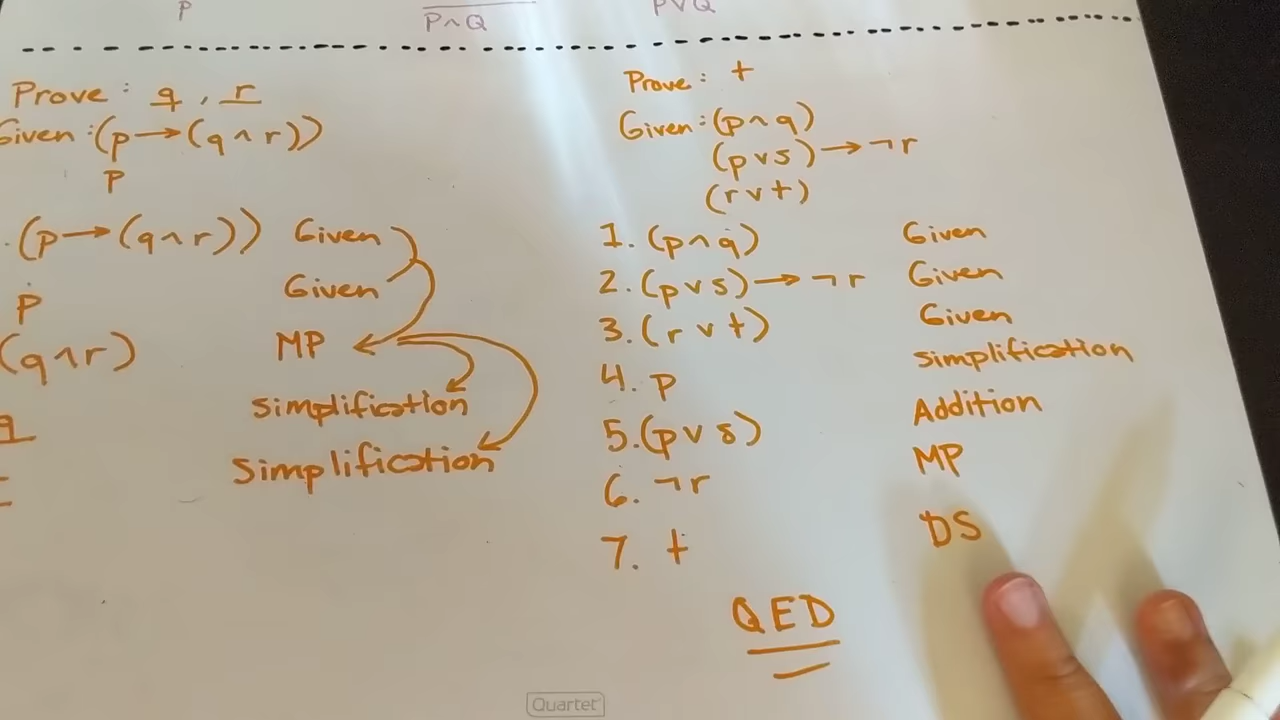 p
P∧Q
P∨Q
Prove: q, r
Given: (p→(q∧r))
p
. (p→(q∧r)) Given
p Given
(q∧r) MP
q simplification
simplification
Prove: t
Given: (p∧q)
(p∨s)→¬r
(r∨t)
1. (p∧q) Given
2. (p∨s)→¬r Given
3. (r∨t) Given
4. p simplification
5. (p∨s) Addition
6. ¬r MP
7. t DS
QED
Quartet